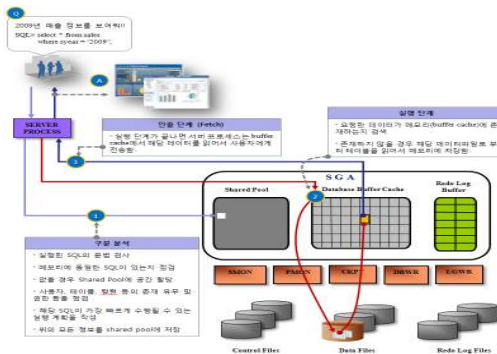 Q
2009년 매출 정보를 보여줘!!
SQL> select * from sales
where syear = "2009";
A
SERVER
PROCESS
인출 단계 (Fetch)
- 실행 단계가 끝나면 서버 프로세스는 buffer
cache에서 해당 데이터를 읽어서 사용자에게
전송함.
실행 단계
- 요청한 데이터가 메모리(buffer cache)에 존
재하는지 검색
- 존재하지 않을 경우 해당 데이터파일로 부
터 테이블을 읽어서 메모리에 저장함.
3
SGA
Shared Pool
Database Buffer Cache
Redo Log
Buffer
2
1
구문 분석
- 실행된 SQL의 문법 검사
- 메모리에 동일한 SQL이 있는지 점검
- 없을 경우 Shared Pool에 공간 할당
- 사용자, 테이블, 컬럼 등의 존재 유무 및
권한 등을 점검
- 해당 SQL이 가장 빠르게 수행될 수 있는
실행 계획을 작성
- 위의 모든 정보를 shared pool에 저장
SMON
PMON
CKPT
DBWR
LGWR
Control Files
Data Files
Redo Log Files